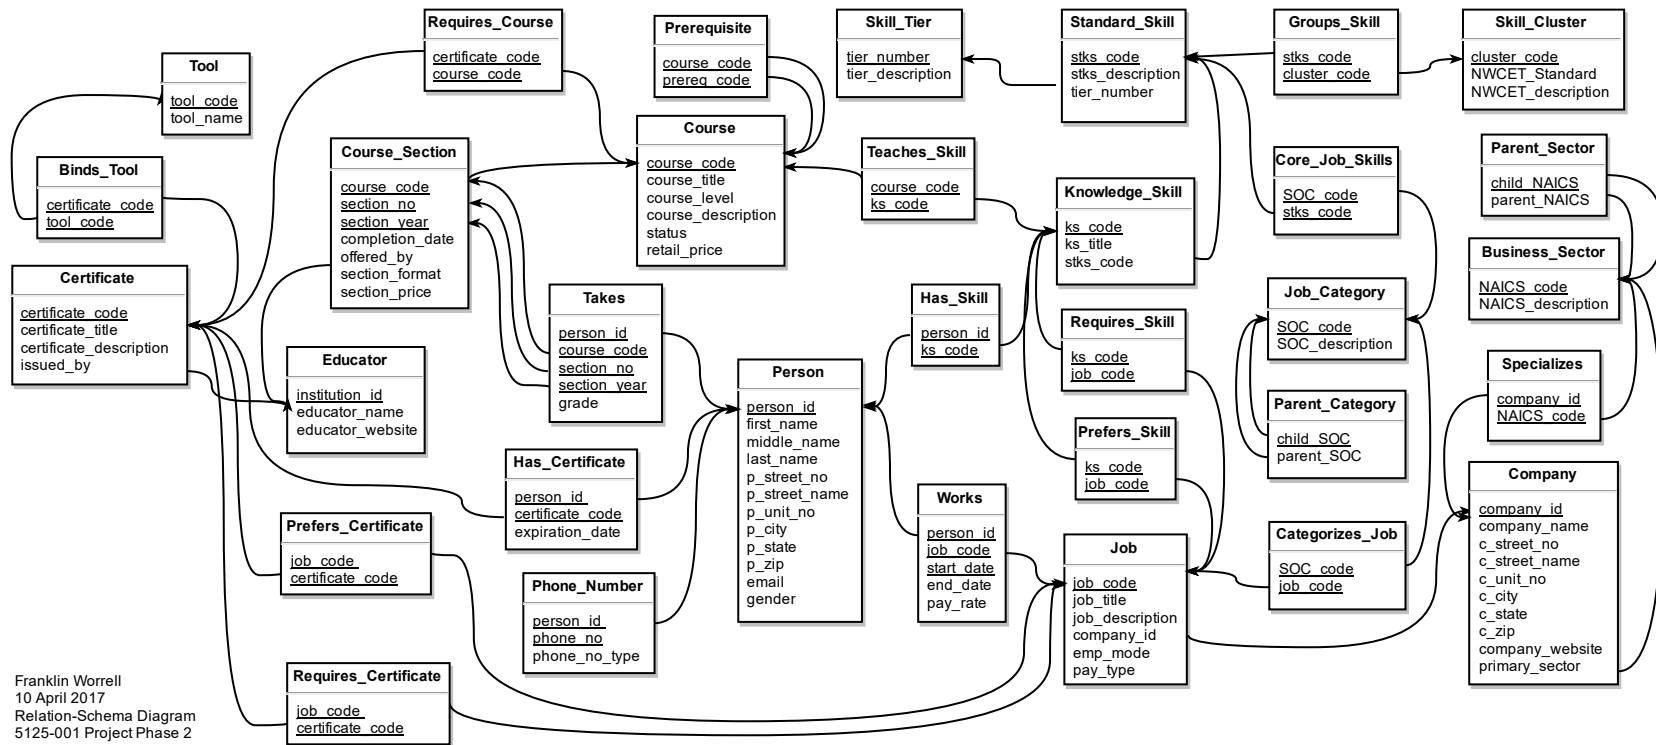 Requires_Course
certificate_code
course_code
Prerequisite
course_code
prereq_code
Skill_Tier
tier_number
tier_description
Standard_Skill
stks_code
stks_description
tier_number
Groups_Skill
stks_code
cluster_code
Skill_Cluster
cluster_code
NWCET_Standard
NWCET_description
Tool
tool_code
tool_name
Binds_Tool
certificate_code
tool_code
Course_Section
course_code
section_no
section_year
completion_date
offered_by
section_format
section_price
Course
course_code
course_title
course_level
course_description
status
retail_price
Teaches_Skill
course_code
ks_code
Knowledge_Skill
ks_code
ks_title
stks_code
Core_Job_Skills
SOC_code
stks_code
Parent_Sector
child_NAICS
parent_NAICS
Business_Sector
NAICS_code
NAICS_description
Certificate
certificate_code
certificate_title
certificate_description
issued_by
Educator
institution_id
educator_name
educator_website
Takes
person_id
course_code
section_no
section_year
grade
Has_Skill
person_id
ks_code
Requires_Skill
ks_code
job_code
Job_Category
SOC_code
SOC_description
Specializes
company_id
NAICS_code
Person
person_id
first_name
middle_name
last_name
p_street_no
p_street_name
p_unit_no
p_city
p_state
p_zip
email
gender
Parent_Category
child_SOC
parent_SOC
Prefers_Skill
ks_code
job_code
Has_Certificate
person_id
certificate_code
expiration_date
Company
company_id
company_name
c_street_no
c_street_name
c_unit_no
c_city
c_state
c_zip
company_website
primary_sector
Works
person_id
job_code
start_date
end_date
pay_rate
Prefers_Certificate
job_code
certificate_code
Categorizes_Job
SOC_code
job_code
Job
job_code
job_title
job_description
company_id
emp_mode
pay_type
Phone_Number
person_id
phone_no
phone_no_type
Requires_Certificate
job_code
certificate_code
Franklin Worrell
10 April 2017
Relation-Schema Diagram
5125-001 Project Phase 2